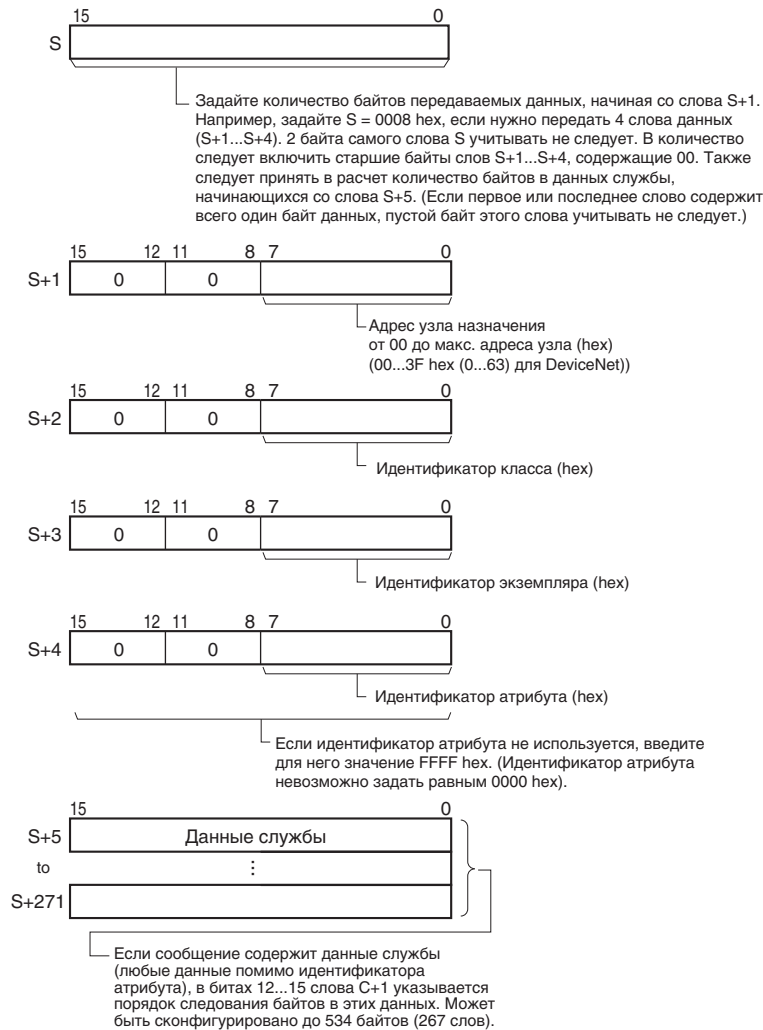 15 0
S
Задайте количество байтов передаваемых данных, начиная со слова S+1.
Например, задайте S = 0008 hex, если нужно передать 4 слова данных
(S+1...S+4). 2 байта самого слова S учитывать не следует. В количество
следует включить старшие байты слов S+1...S+4, содержащие 00. Также
следует принять в расчет количество байтов в данных службы,
начинающихся со слова S+5. (Если первое или последнее слово содержит
всего один байт данных, пустой байт этого слова учитывать не следует.)
15 12 11 8 7 0
S+1 0 0
Адрес узла назначения
от 00 до макс. адреса узла (hex)
(00...3F hex (0...63) для DeviceNet))
15 12 11 8 7 0
S+2 0 0
Идентификатор класса (hex)
15 12 11 8 7 0
S+3 0 0
Идентификатор экземпляра (hex)
15 12 11 8 7 0
S+4 0 0
Идентификатор атрибута (hex)
Если идентификатор атрибута не используется, введите
для него значение FFFF hex. (Идентификатор атрибута
невозможно задать равным 0000 hex).
15 0
S+5 Данные службы
to ⋮
S+271
Если сообщение содержит данные службы
(любые данные помимо идентификатора
атрибута), в битах 12...15 слова C+1 указывается
порядок следования байтов в этих данных. Может
быть сконфигурировано до 534 байтов (267 слов).